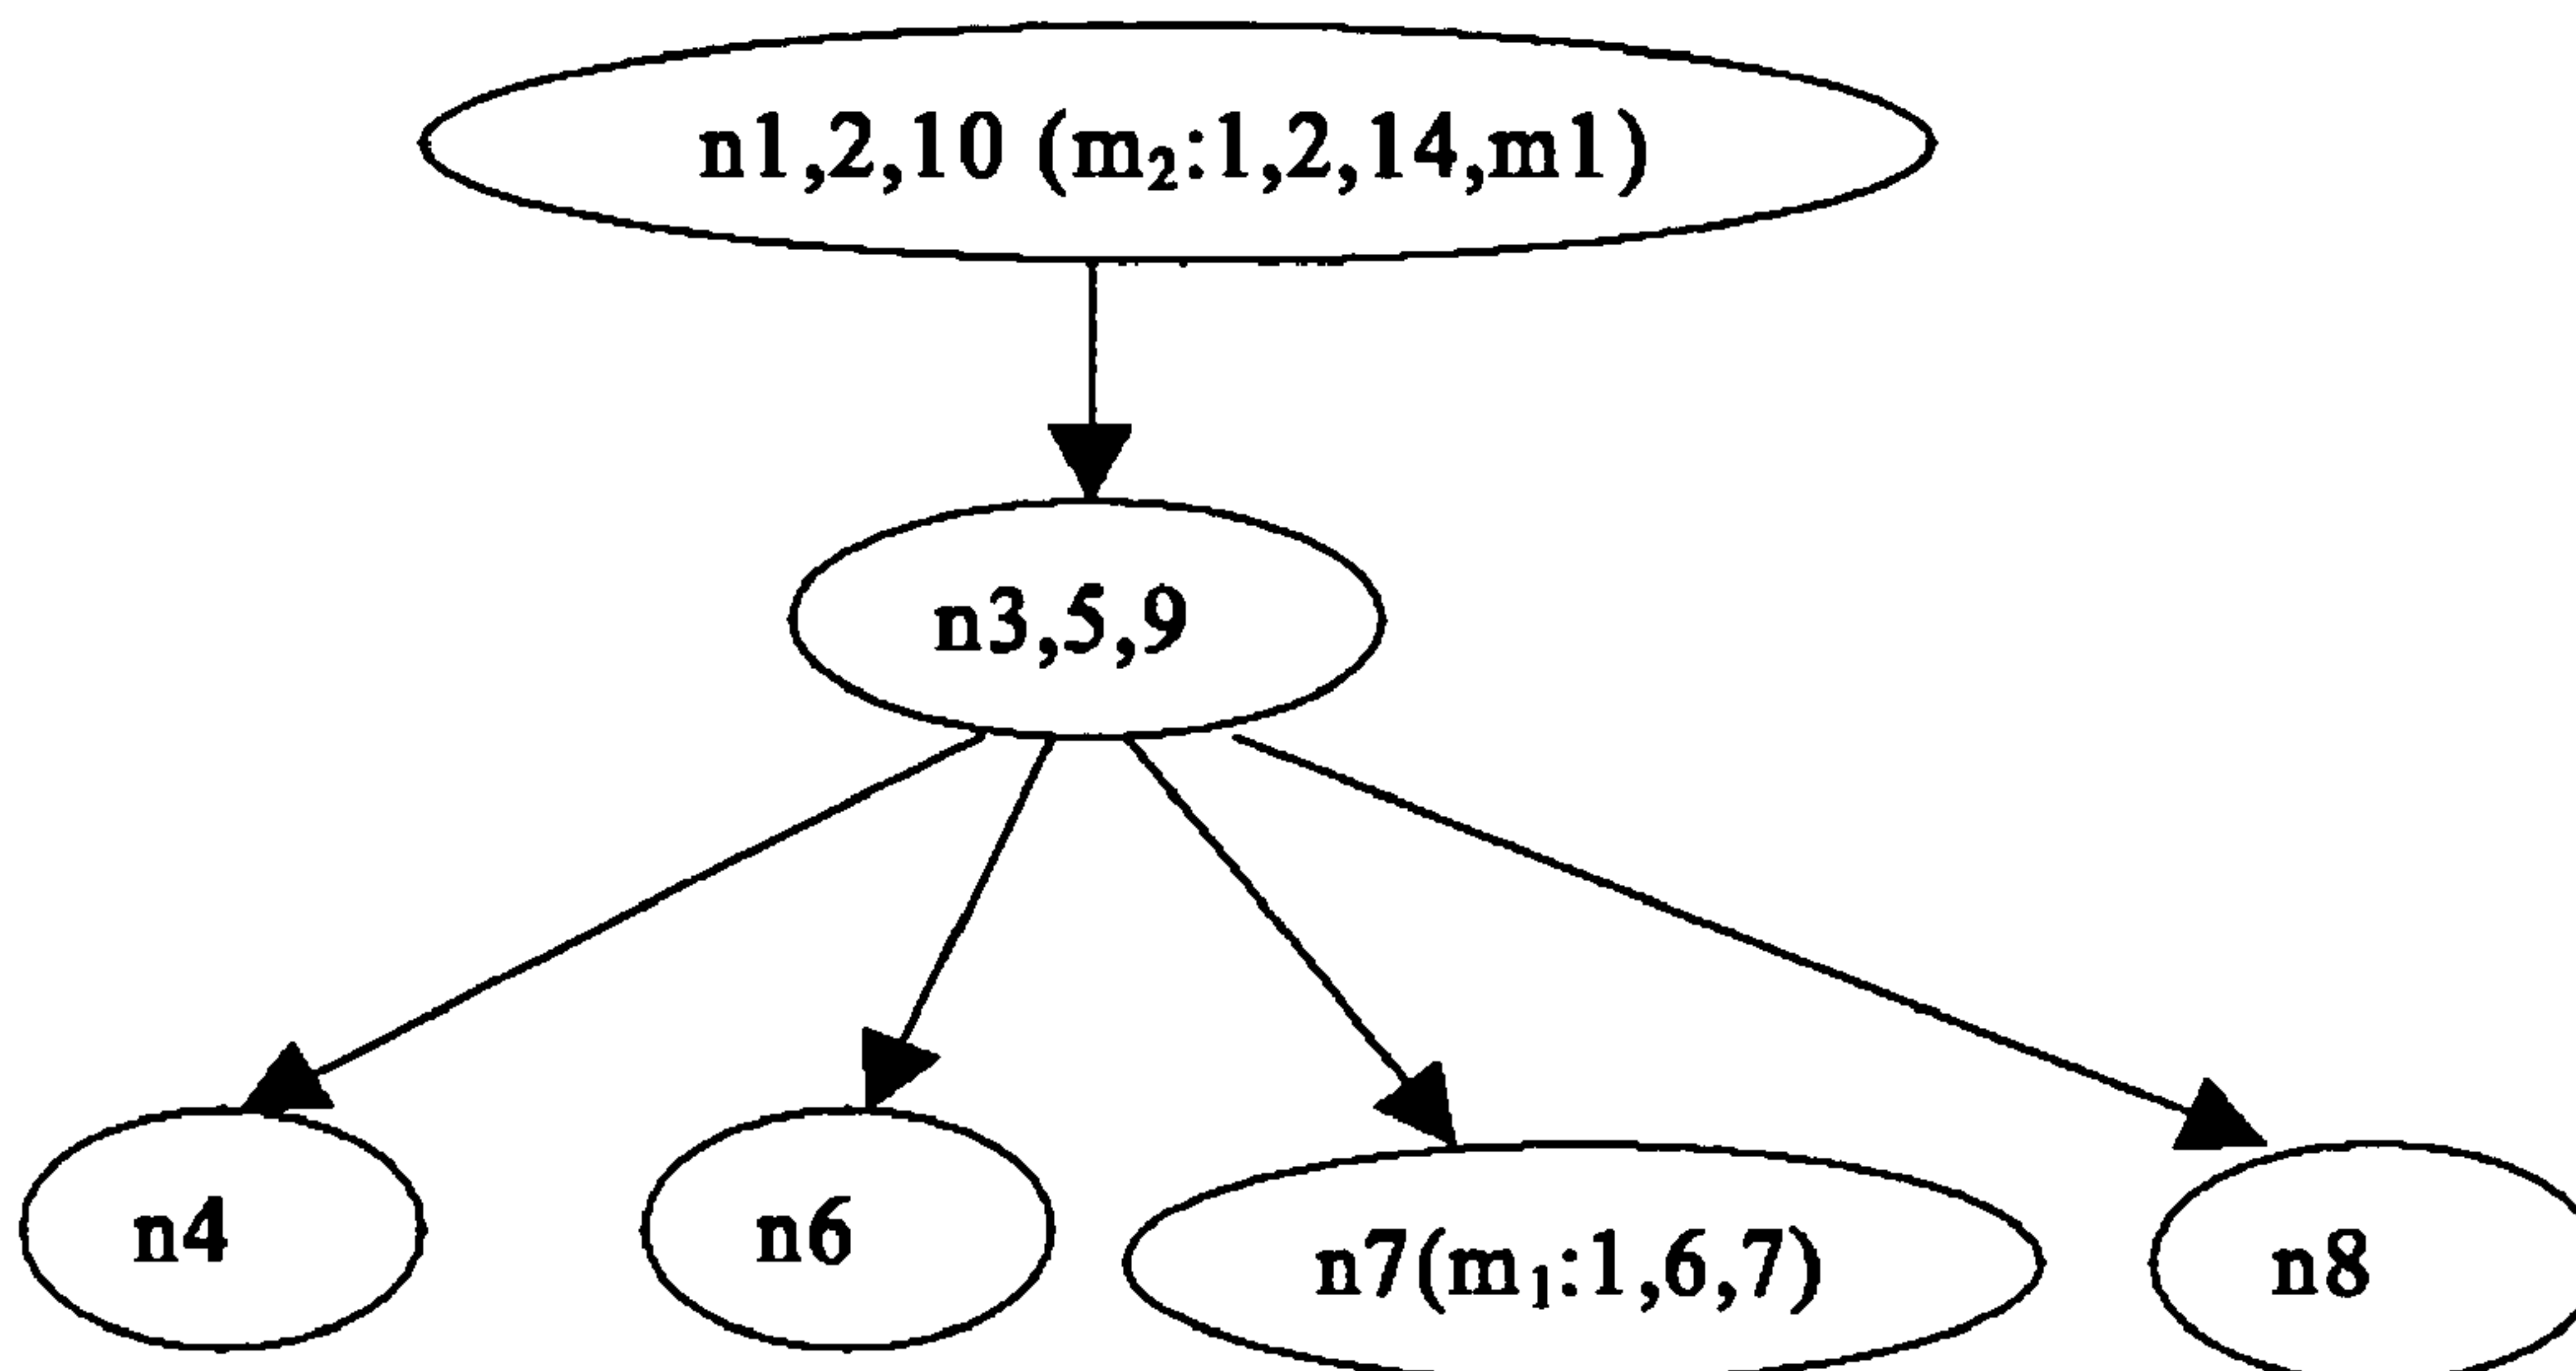 n1,2,10 (m₂:1,2,14,m1)
n3,5,9
n4
n6
n7(m₁:1,6,7)
n8